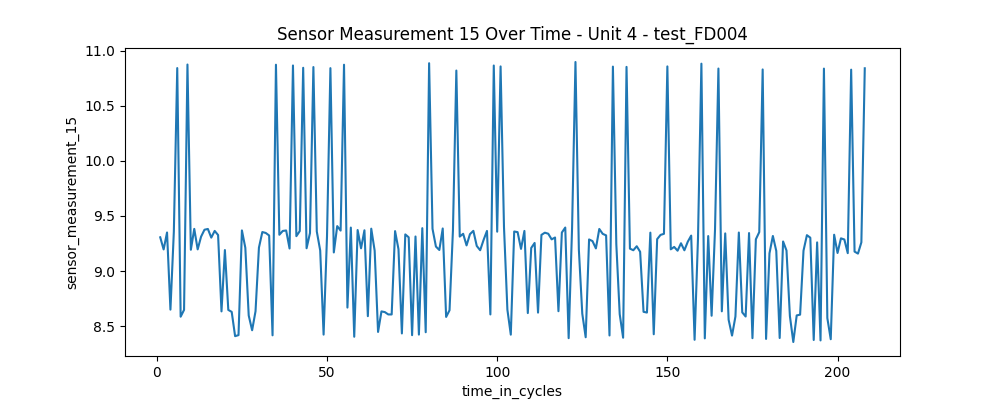 Sensor Measurement 15 Over Time - Unit 4 - test_FD004
11.0
10.5
10.0
9.5
9.0
8.5
sensor_measurement_15
0 50 100 150 200
time_in_cycles